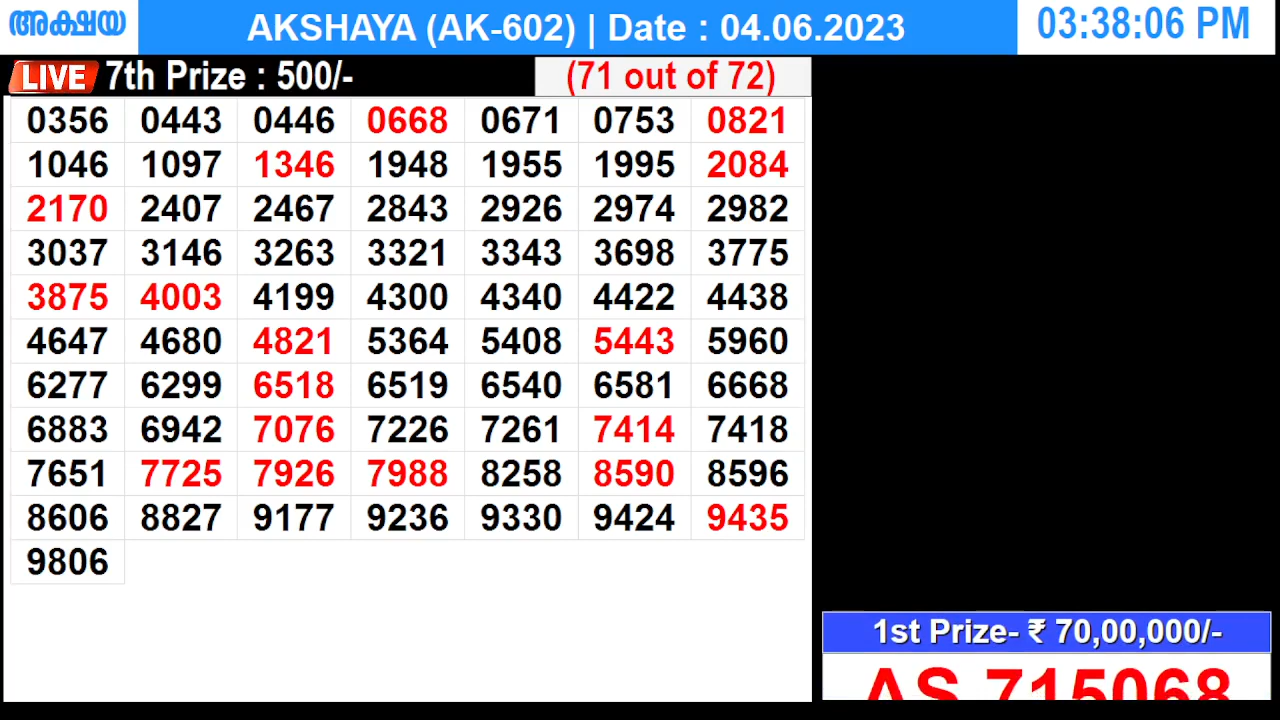 അക്ഷയ
AKSHAYA (AK-602) | Date : 04.06.2023
03:38:06 PM
LIVE 7th Prize : 500/-
(71 out of 72)
0356 0443 0446 0668 0671 0753 0821
1046 1097 1346 1948 1955 1995 2084
2170 2407 2467 2843 2926 2974 2982
3037 3146 3263 3321 3343 3698 3775
3875 4003 4199 4300 4340 4422 4438
4647 4680 4821 5364 5408 5443 5960
6277 6299 6518 6519 6540 6581 6668
6883 6942 7076 7226 7261 7414 7418
7651 7725 7926 7988 8258 8590 8596
8606 8827 9177 9236 9330 9424 9435
9806
1st Prize- ₹ 70,00,000/-
AS 715068